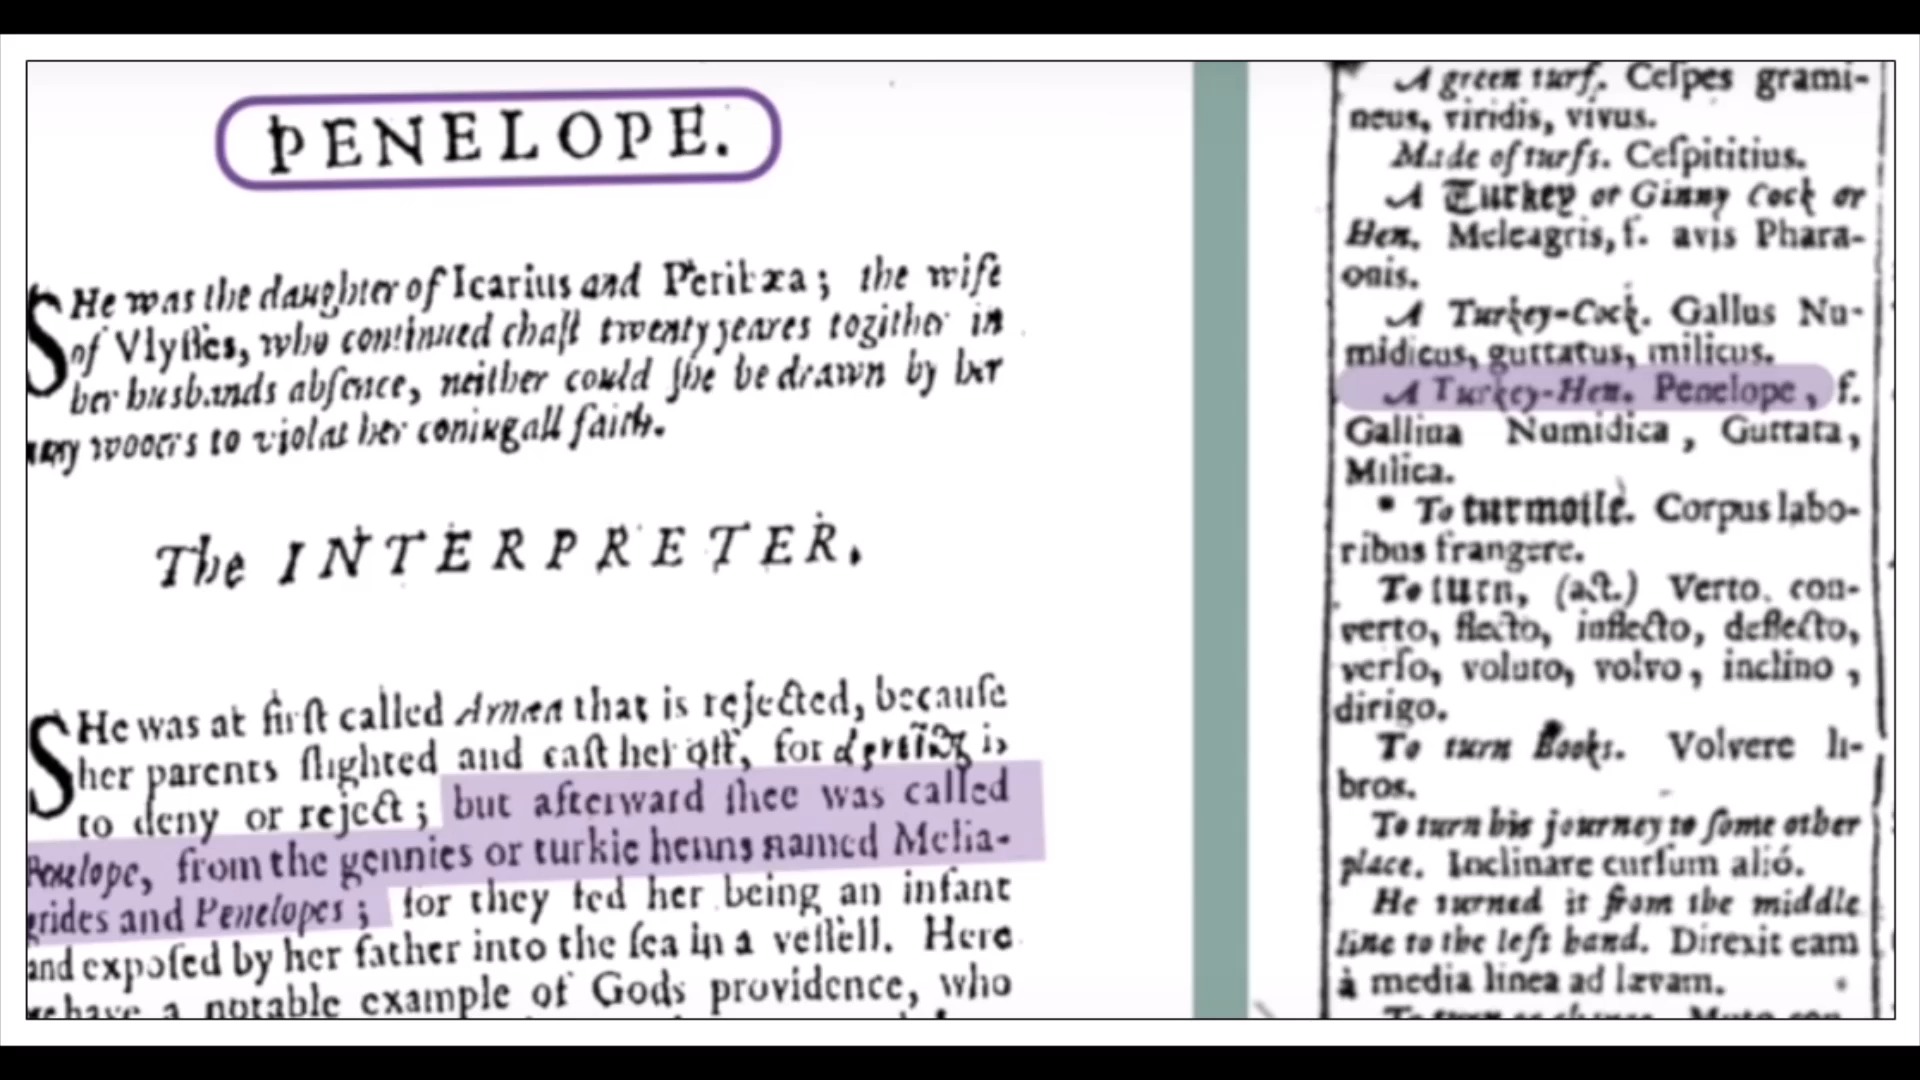 PENELOPE.
SHe was the daughter of Icarius and Peribæa; the wife
of Vlyſſes, who continued chaſt twenty yeares togither in
her husbands abſence, neither could ſhe be drawn by her
many wooers to violat her coniugall faith.
The INTERPRETER.
SHe was at firſt called Arnea that is rejected, becauſe
her parents ſlighted and caſt her off, for is
to deny or reject; but afterward ſhee was called
Penelope, from the gennies or turkie henns named Melia-
grides and Penelopes; for they fed her being an infant
and expoſed by her father into the ſea in a veſſell. Here
we have a notable example of Gods providence, who
A green turf. Ceſpes grami-
neus, viridis, vivus.
Made of turfs. Ceſpititius.
A Turkey or Ginny Cock or
Hen. Meleagris, f. avis Phara-
onis.
A Turkey-Cock. Gallus Nu-
midicus, guttatus, milicus.
A Turkey-Hen. Penelope, f.
Gallina Numidica, Guttata,
Milica.
* To turmoile. Corpus labo-
ribus frangere.
To turn, (act.) Verto. con-
verto, flecto, inflecto, deflecto,
verſo, voluto, volvo, inclino,
dirigo.
To turn Books. Volvere li-
bros.
To turn his journey to ſome other
place. Inclinare curſum alió.
He turned it from the middle
line to the left hand. Direxit eam
à media linea ad lævam.